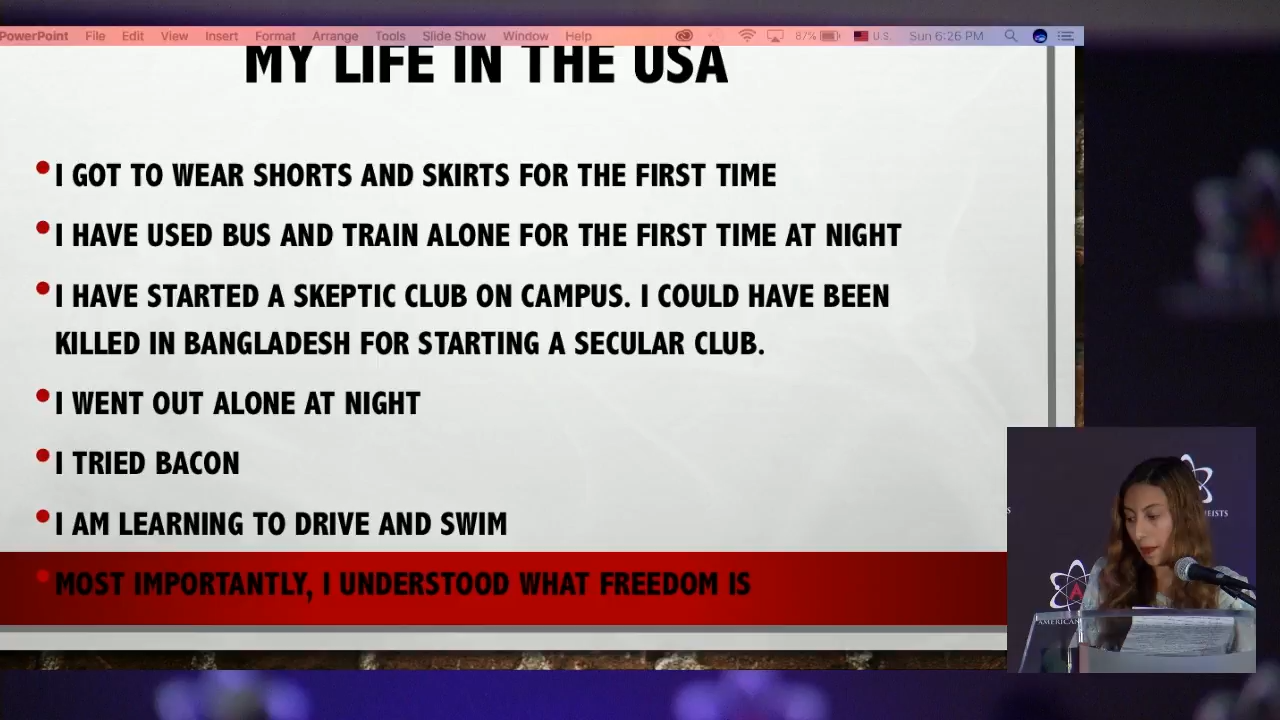 PowerPoint File Edit View Insert Format Arrange Tools Slide Show Window Help 87% U.S. Sun 6:26 PM
MY LIFE IN THE USA
•I GOT TO WEAR SHORTS AND SKIRTS FOR THE FIRST TIME
•I HAVE USED BUS AND TRAIN ALONE FOR THE FIRST TIME AT NIGHT
•I HAVE STARTED A SKEPTIC CLUB ON CAMPUS. I COULD HAVE BEEN
KILLED IN BANGLADESH FOR STARTING A SECULAR CLUB.
•I WENT OUT ALONE AT NIGHT
•I TRIED BACON
•I AM LEARNING TO DRIVE AND SWIM
•MOST IMPORTANTLY, I UNDERSTOOD WHAT FREEDOM IS